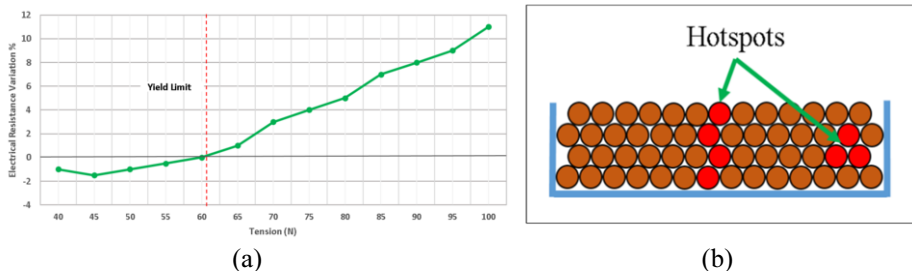 12
10
8
6
4
2
0
-2
-4
Electrical Resistance Variation %
Yield Limit
40 45 50 55 60 65 70 75 80 85 90 95 100
Tension (N)
(a)
Hotspots
(b)